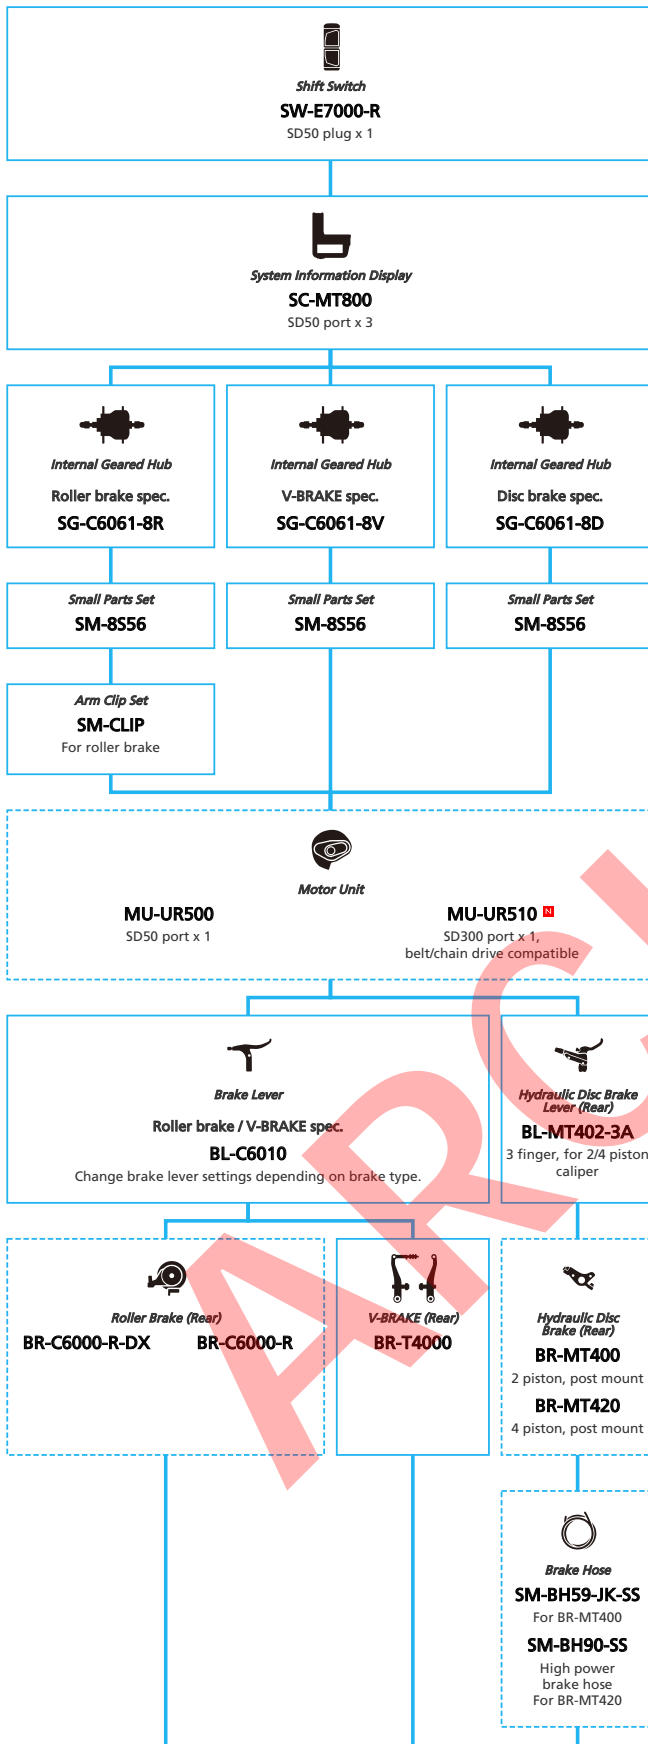 Shift Switch
SW-E7000-R
SD50 plug x 1
System Information Display
SC-MT800
SD50 port x 3
Internal Geared Hub
Roller brake spec.
SG-C6061-8R
Internal Geared Hub
V-BRAKE spec.
SG-C6061-8V
Internal Geared Hub
Disc brake spec.
SG-C6061-8D
Small Parts Set
SM-8S56
Small Parts Set
SM-8S56
Small Parts Set
SM-8S56
Arm Clip Set
SM-CLIP
For roller brake
Motor Unit
MU-UR500
SD50 port x 1
MU-UR510 N
SD300 port x 1,
belt/chain drive compatible
Brake Lever
Roller brake / V-BRAKE spec.
BL-C6010
Change brake lever settings depending on brake type.
Hydraulic Disc Brake
Lever (Rear)
BL-MT402-3A
3 finger, for 2/4 piston
caliper
Roller Brake (Rear)
BR-C6000-R-DX BR-C6000-R
V-BRAKE (Rear)
BR-T4000
Hydraulic Disc
Brake (Rear)
BR-MT400
2 piston, post mount
BR-MT420
4 piston, post mount
Brake Hose
SM-BH59-JK-SS
For BR-MT400
SM-BH90-SS
High power
brake hose
For BR-MT420